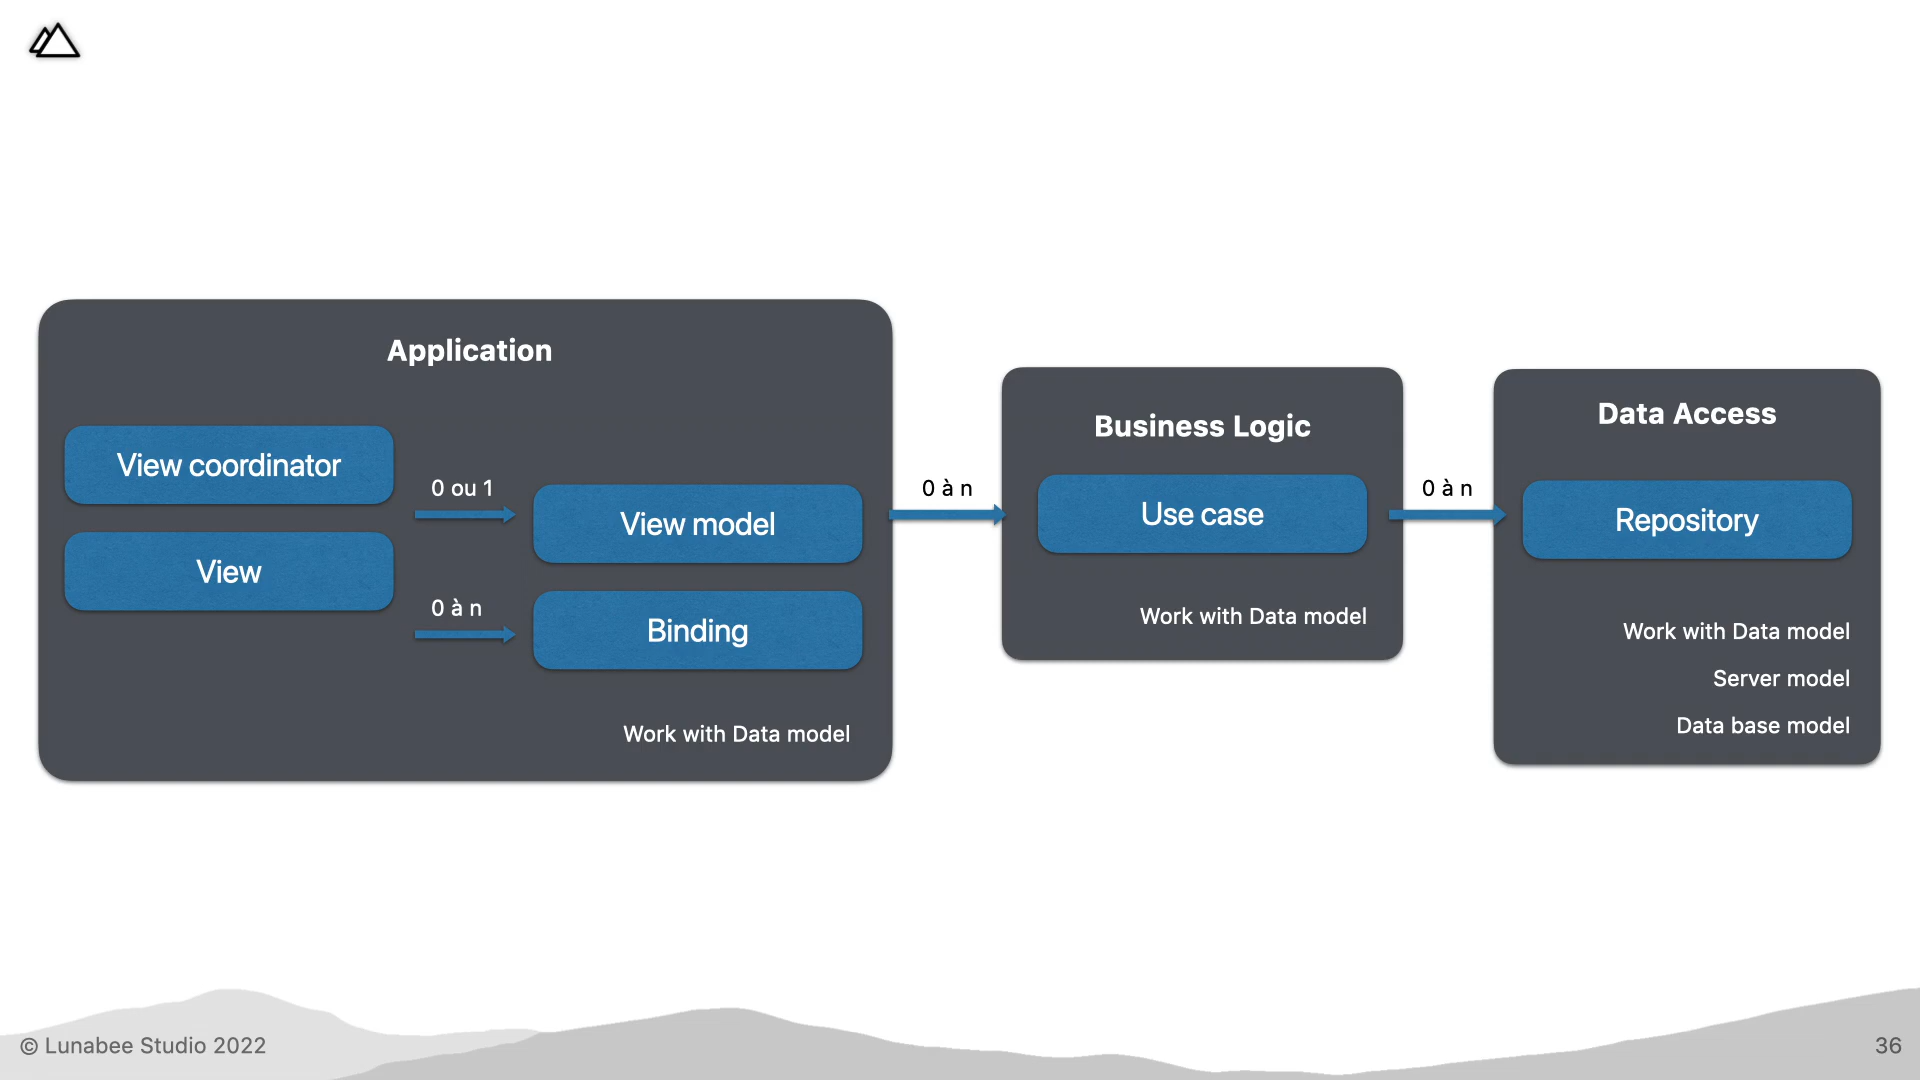 Application
View coordinator
View
0 ou 1
0 à n
View model
Binding
Work with Data model
0 à n
Business Logic
Use case
Work with Data model
0 à n
Data Access
Repository
Work with Data model
Server model
Data base model
© Lunabee Studio 2022
36